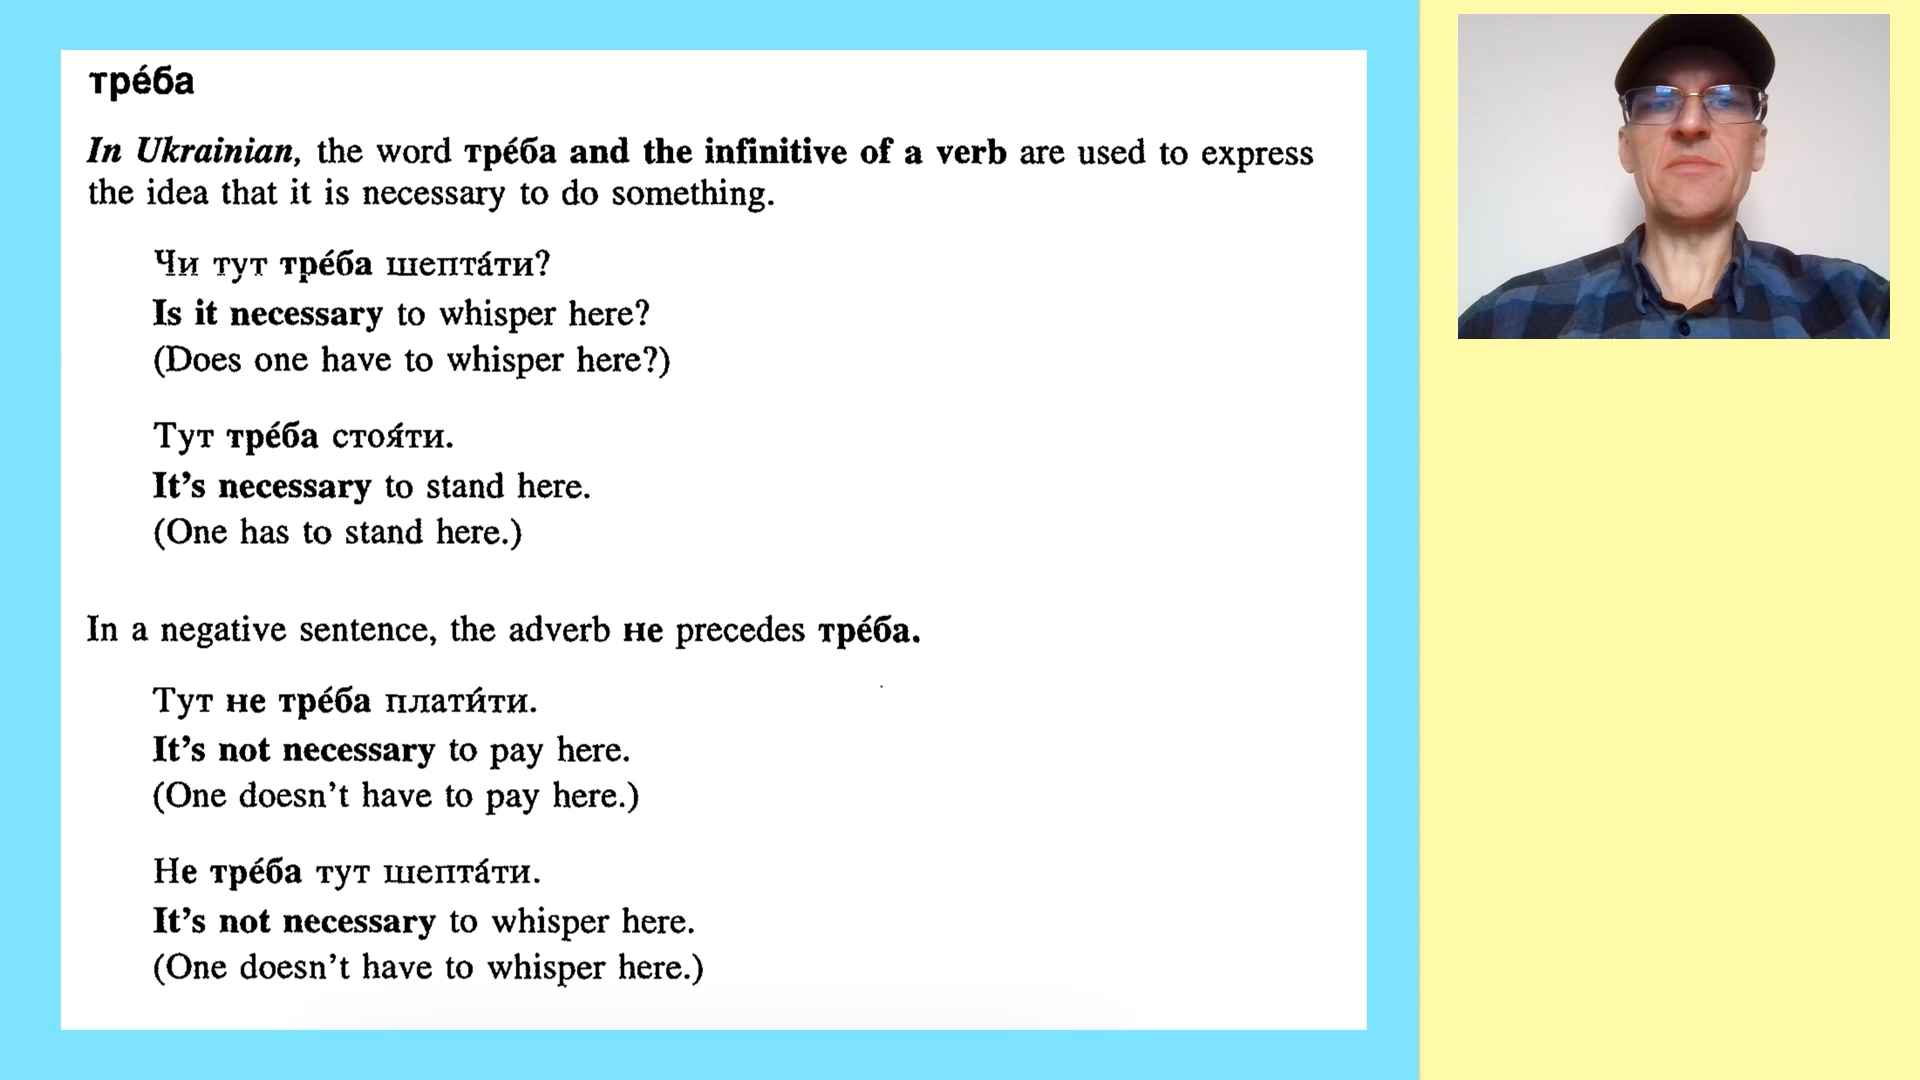 тре́ба
In Ukrainian, the word тре́ба and the infinitive of a verb are used to express
the idea that it is necessary to do something.
Чи тут тре́ба шепта́ти?
Is it necessary to whisper here?
(Does one have to whisper here?)
Тут тре́ба стоя́ти.
It’s necessary to stand here.
(One has to stand here.)
In a negative sentence, the adverb не precedes тре́ба.
Тут не тре́ба плати́ти.
It’s not necessary to pay here.
(One doesn’t have to pay here.)
Не тре́ба тут шепта́ти.
It’s not necessary to whisper here.
(One doesn’t have to whisper here.)